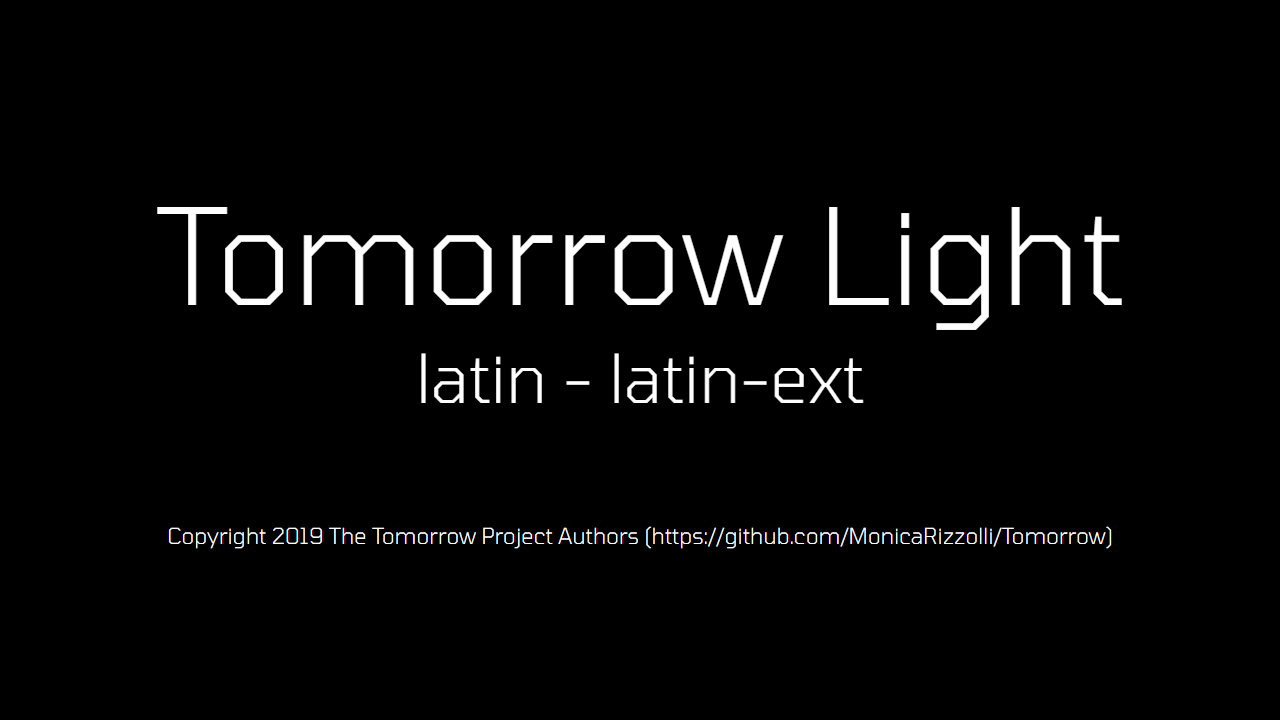 Tomorrow Light
latin - latin-ext
Copyright 2019 The Tomorrow Project Authors (https://github.com/MonicaRizzolli/Tomorrow)